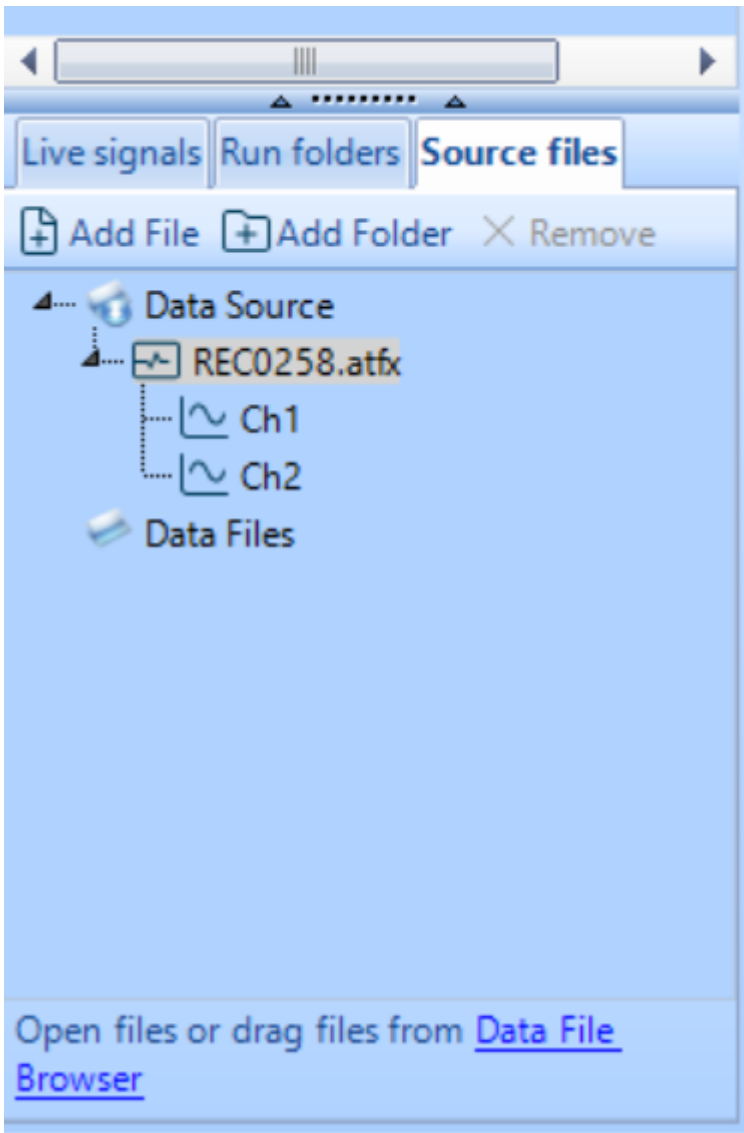 Live signals Run folders Source files
Add File Add Folder Remove
Data Source
REC0258.atfx
Ch1
Ch2
Data Files
Open files or drag files from Data File
Browser